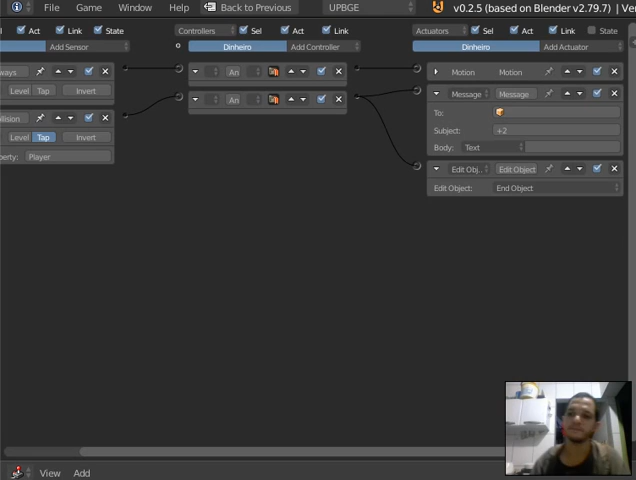 File Game Window Help Back to Previous UPBGE v0.2.5 (based on Blender v2.79.7) | Ve
Act Link State Controllers Sel Act Link Actuators Sel Act Link State
Add Sensor Dinheiro Add Controller Dinheiro Add Actuator
ways An Motion Motion
Level Tap Invert An Message Message
To:
llision Subject: +2
Level Tap Invert Body: Text
perty: Player Edit Obj.. Edit Object
Edit Object: End Object
View Add